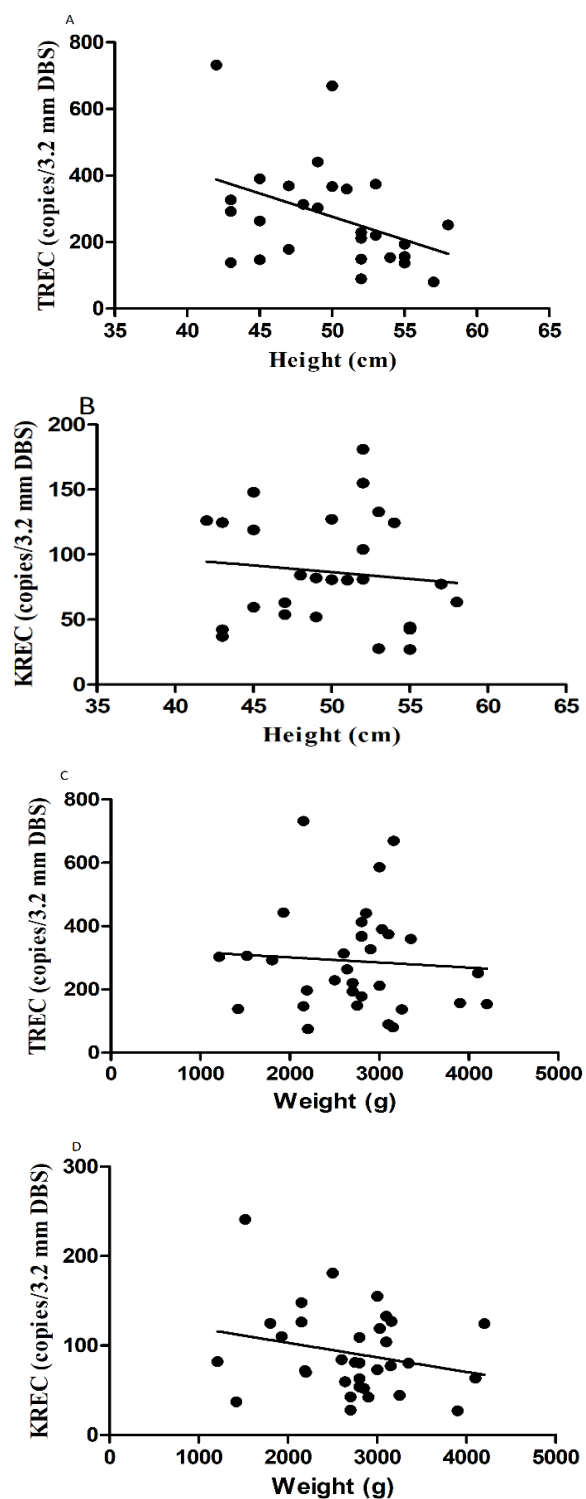 A
TREC (copies/3.2 mm DBS)
800
600
400
200
0
35 40 45 50 55 60 65
Height (cm)
B
KREC (copies/3.2 mm DBS)
200
150
100
50
0
35 40 45 50 55 60 65
Height (cm)
C
TREC (copies/3.2 mm DBS)
800
600
400
200
0
0 1000 2000 3000 4000 5000
Weight (g)
D
KREC (copies/3.2 mm DBS)
300
200
100
0
0 1000 2000 3000 4000 5000
Weight (g)